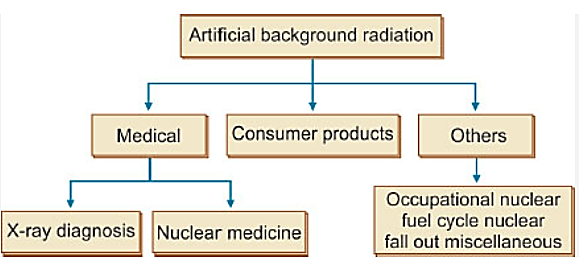 Artificial background radiation
Medical
Consumer products
Others
X-ray diagnosis
Nuclear medicine
Occupational nuclear
fuel cycle nuclear
fall out miscellaneous